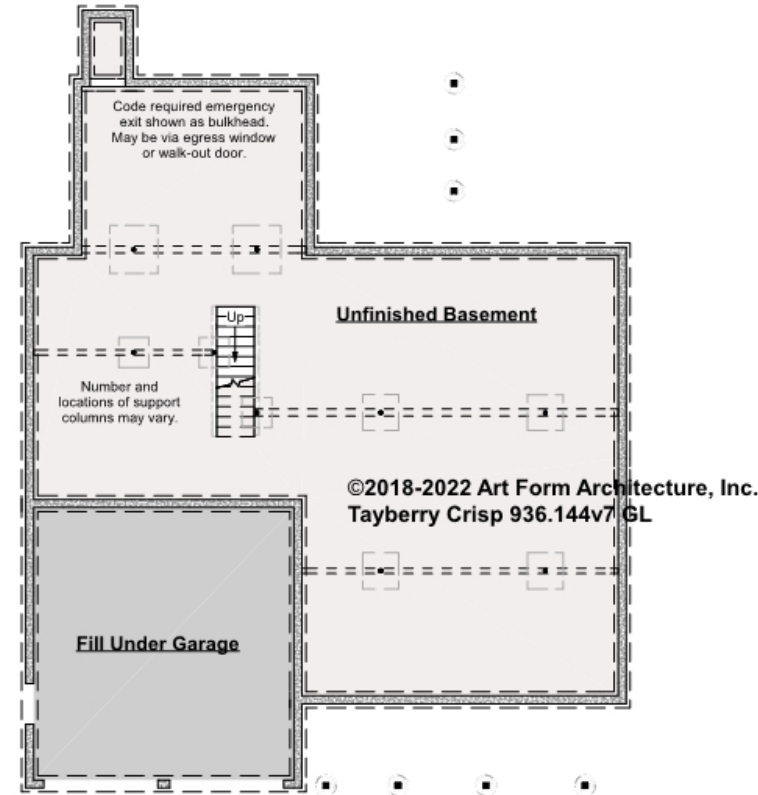 Code required emergency
exit shown as bulkhead.
May be via egress window
or walk-out door.
Up
Unfinished Basement
Number and
locations of support
columns may vary.
©2018-2022 Art Form Architecture, Inc.
Tayberry Crisp 936.144v7 GL
Fill Under Garage